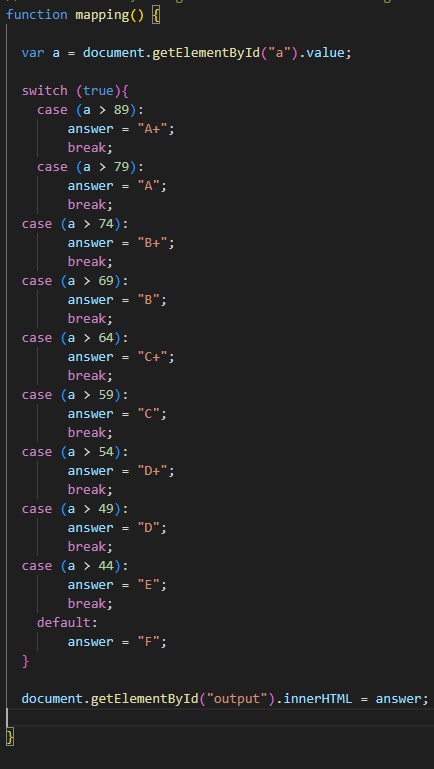 function mapping() {
var a = document.getElementById("a").value;
switch (true){
case (a > 89):
answer = "A+";
break;
case (a > 79):
answer = "A";
break;
case (a > 74):
answer = "B+";
break;
case (a > 69):
answer = "B";
break;
case (a > 64):
answer = "C+";
break;
case (a > 59):
answer = "C";
break;
case (a > 54):
answer = "D+";
break;
case (a > 49):
answer = "D";
break;
case (a > 44):
answer = "E";
break;
default:
answer = "F";
}
document.getElementById("output").innerHTML = answer;
}